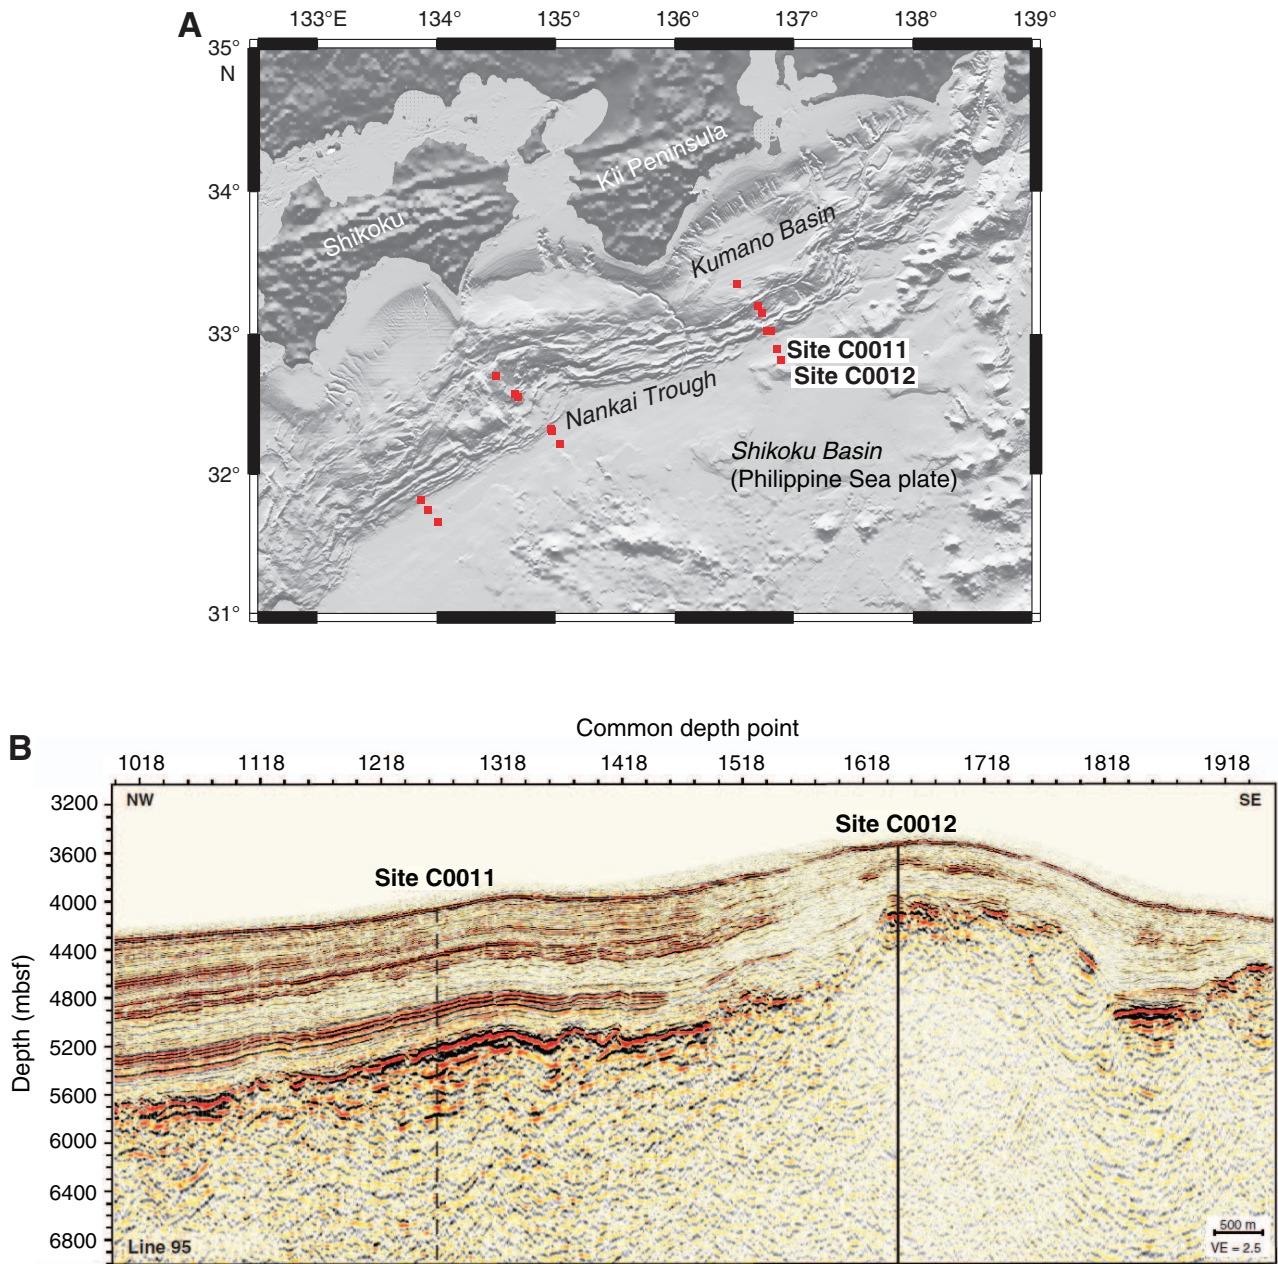 A
133°E 134° 135° 136° 137° 138° 139°
35°
N
34°
33°
32°
31°
Kii Peninsula
Shikoku
Kumano Basin
Site C0011
Site C0012
Nankai Trough
Shikoku Basin
(Philippine Sea plate)
B
Common depth point
1018 1118 1218 1318 1418 1518 1618 1718 1818 1918
NW
SE
Site C0012
Site C0011
Depth (mbsf)
3200
3600
4000
4400
4800
5200
5600
6000
6400
6800
Line 95
500 m
VE = 2.5